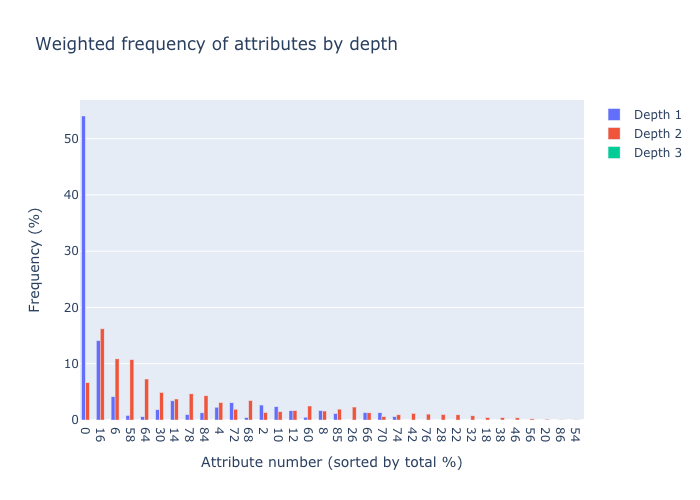 Weighted frequency of attributes by depth
Depth 1
Depth 2
Depth 3
Frequency (%)
50
40
30
20
10
0
0 16 6 58 64 30 14 78 84 4 72 68 2 10 12 60 8 85 26 66 70 74 42 76 28 22 32 18 38 46 56 20 86 54
Attribute number (sorted by total %)